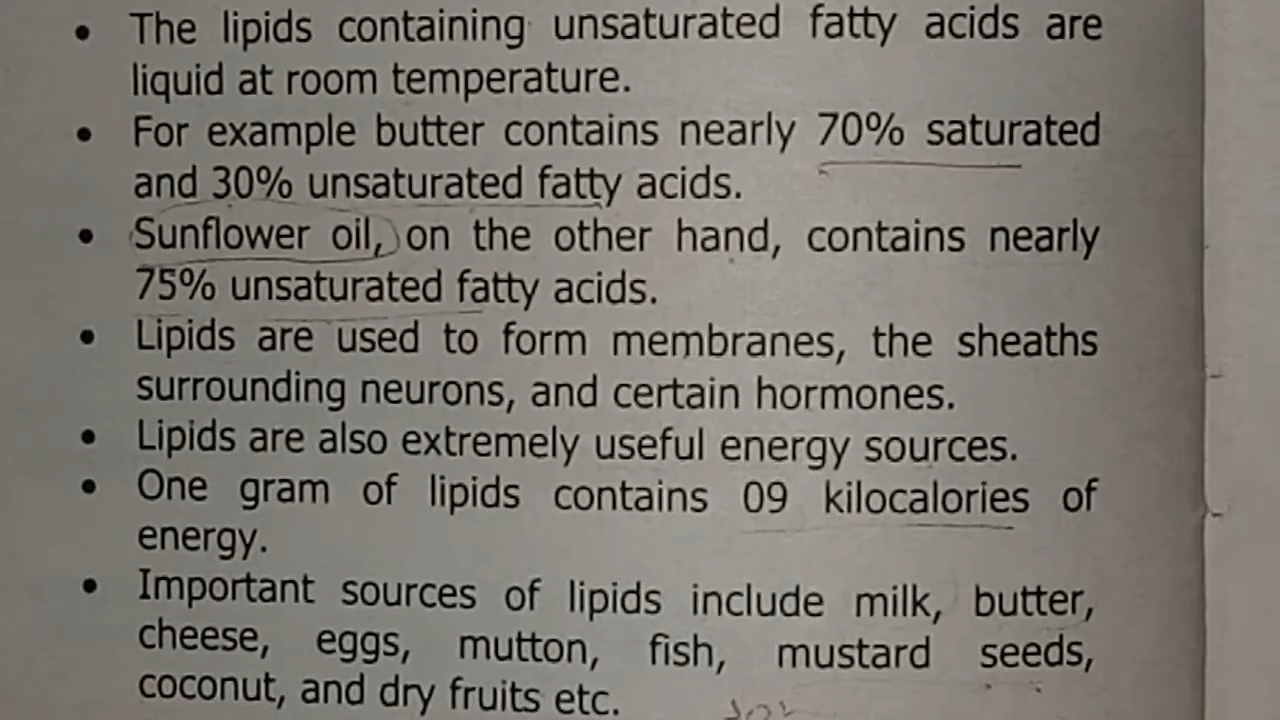 • The lipids containing unsaturated fatty acids are
liquid at room temperature.
• For example butter contains nearly 70% saturated
and 30% unsaturated fatty acids.
• Sunflower oil, on the other hand, contains nearly
75% unsaturated fatty acids.
• Lipids are used to form membranes, the sheaths
surrounding neurons, and certain hormones.
• Lipids are also extremely useful energy sources.
• One gram of lipids contains 09 kilocalories of
energy.
• Important sources of lipids include milk, butter,
cheese, eggs, mutton, fish, mustard seeds,
coconut, and dry fruits etc.